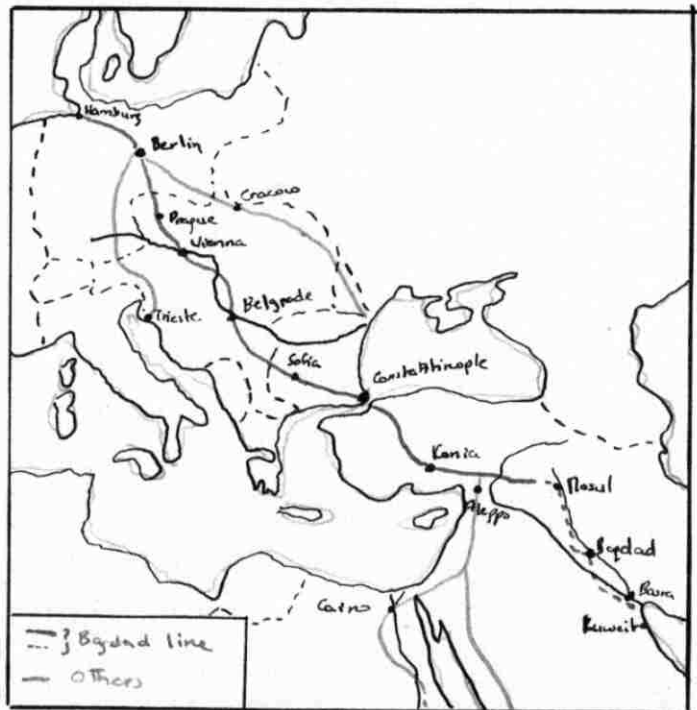 Hamburg
Berlin
Cracow
Prague
Vienna
Belgrade
Trieste
Sofia
Constantinople
Konia
Mosul
Aleppo
Bagdad
Basra
Cairo
Kuweit
Bagdad line
Others